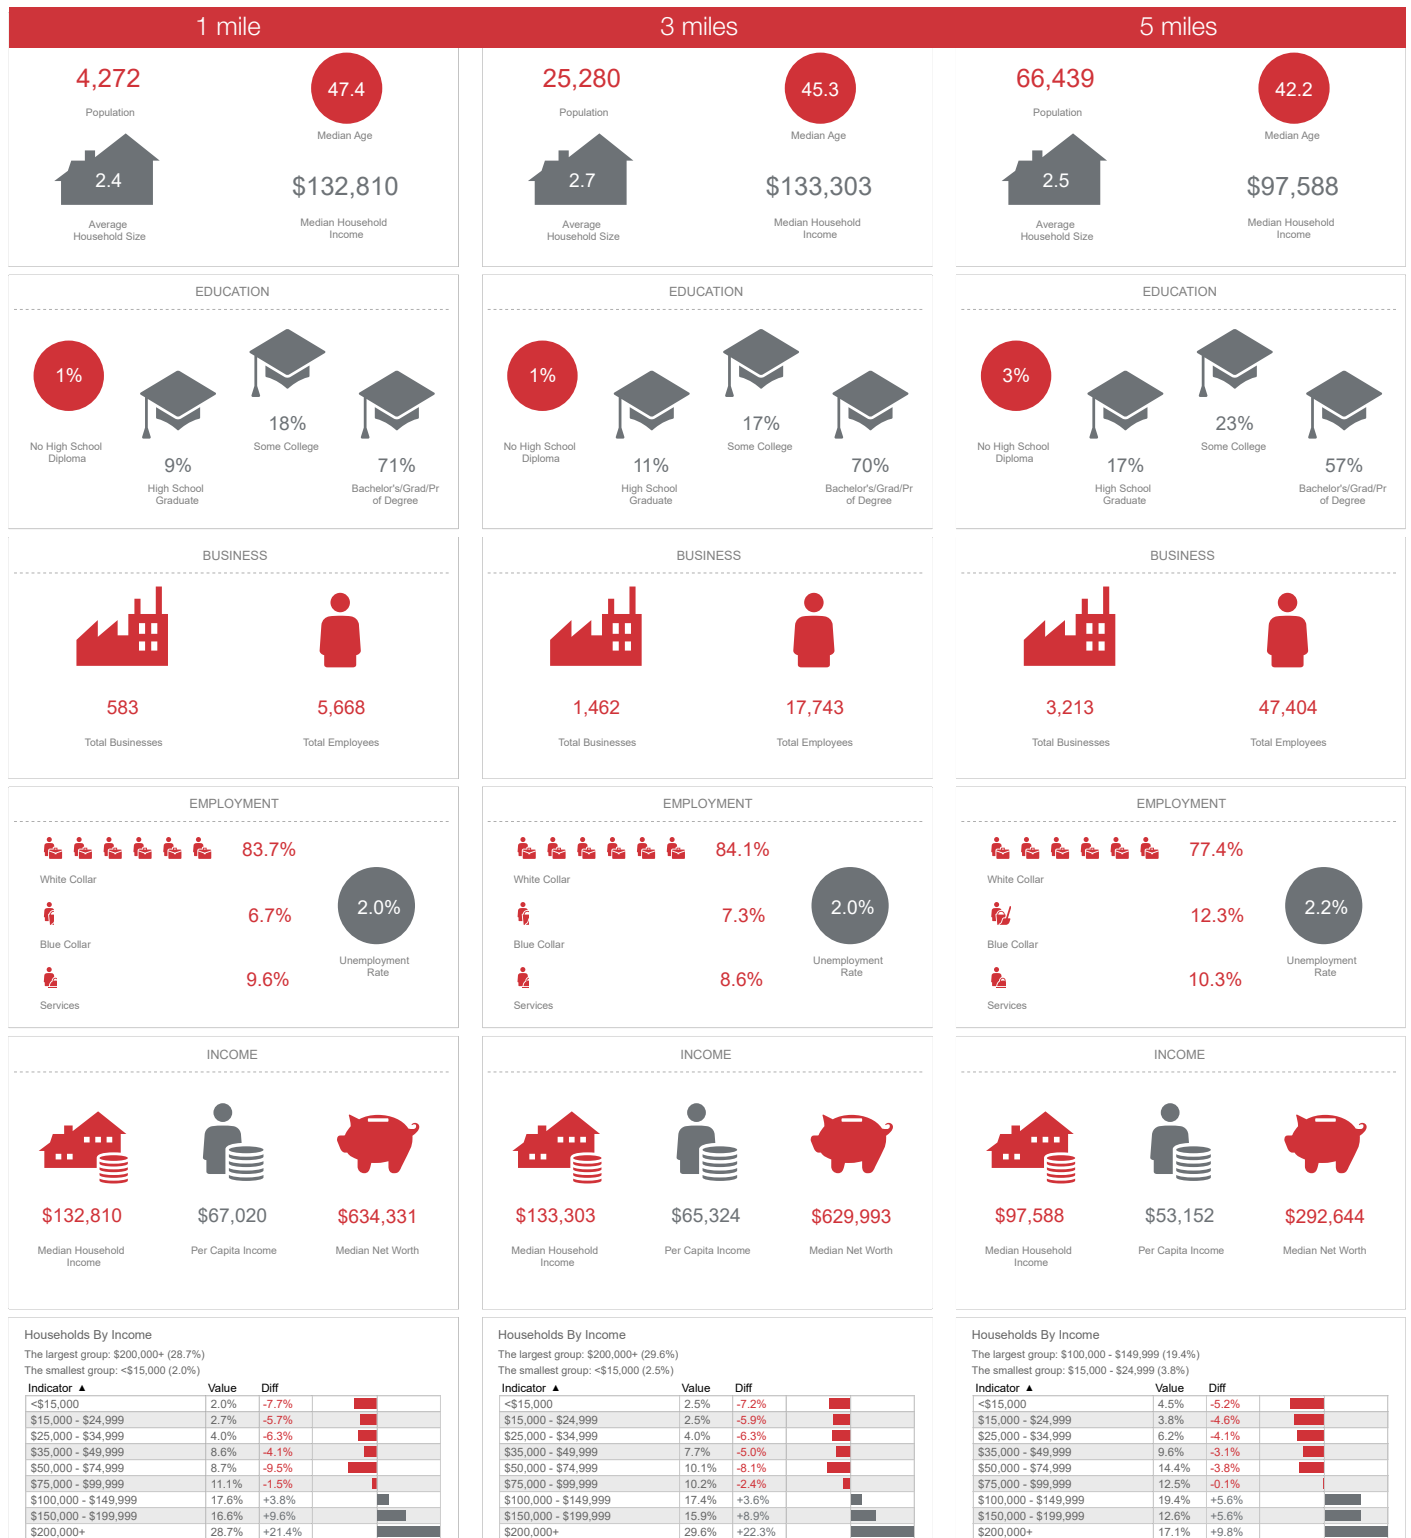 1 mile
4,272
47.4
Population
Median Age
2.4
$132,810
Average
Household Size
Median Household
Income
EDUCATION
1%
No High School
Diploma
9%
High School
Graduate
18%
Some College
71%
Bachelor's/Grad/Pr
of Degree
BUSINESS
583
5,668
Total Businesses
Total Employees
EMPLOYMENT
83.7%
White Collar
6.7%
Blue Collar
9.6%
Services
2.0%
Unemployment
Rate
INCOME
$132,810
$67,020
$634,331
Median Household
Income
Per Capita Income
Median Net Worth
Households By Income
The largest group: $200,000+ (28.7%)
The smallest group: <$15,000 (2.0%)
Indicator ▲ Value Diff
<$15,000 2.0% -7.7%
$15,000 - $24,999 2.7% -5.7%
$25,000 - $34,999 4.0% -6.3%
$35,000 - $49,999 8.6% -4.1%
$50,000 - $74,999 8.7% -9.5%
$75,000 - $99,999 11.1% -1.5%
$100,000 - $149,999 17.6% +3.8%
$150,000 - $199,999 16.6% +9.6%
$200,000+ 28.7% +21.4%
3 miles
25,280
45.3
Population
Median Age
2.7
$133,303
Average
Household Size
Median Household
Income
EDUCATION
1%
No High School
Diploma
11%
High School
Graduate
17%
Some College
70%
Bachelor's/Grad/Pr
of Degree
BUSINESS
1,462
17,743
Total Businesses
Total Employees
EMPLOYMENT
84.1%
White Collar
7.3%
Blue Collar
8.6%
Services
2.0%
Unemployment
Rate
INCOME
$133,303
$65,324
$629,993
Median Household
Income
Per Capita Income
Median Net Worth
Households By Income
The largest group: $200,000+ (29.6%)
The smallest group: <$15,000 (2.5%)
Indicator ▲ Value Diff
<$15,000 2.5% -7.2%
$15,000 - $24,999 2.5% -5.9%
$25,000 - $34,999 4.0% -6.3%
$35,000 - $49,999 7.7% -5.0%
$50,000 - $74,999 10.1% -8.1%
$75,000 - $99,999 10.2% -2.4%
$100,000 - $149,999 17.4% +3.6%
$150,000 - $199,999 15.9% +8.9%
$200,000+ 29.6% +22.3%
5 miles
66,439
42.2
Population
Median Age
2.5
$97,588
Average
Household Size
Median Household
Income
EDUCATION
3%
No High School
Diploma
17%
High School
Graduate
23%
Some College
57%
Bachelor's/Grad/Pr
of Degree
BUSINESS
3,213
47,404
Total Businesses
Total Employees
EMPLOYMENT
77.4%
White Collar
12.3%
Blue Collar
10.3%
Services
2.2%
Unemployment
Rate
INCOME
$97,588
$53,152
$292,644
Median Household
Income
Per Capita Income
Median Net Worth
Households By Income
The largest group: $100,000 - $149,999 (19.4%)
The smallest group: $15,000 - $24,999 (3.8%)
Indicator ▲ Value Diff
<$15,000 4.5% -5.2%
$15,000 - $24,999 3.8% -4.6%
$25,000 - $34,999 6.2% -4.1%
$35,000 - $49,999 9.6% -3.1%
$50,000 - $74,999 14.4% -3.8%
$75,000 - $99,999 12.5% -0.1%
$100,000 - $149,999 19.4% +5.6%
$150,000 - $199,999 12.6% +5.6%
$200,000+ 17.1% +9.8%